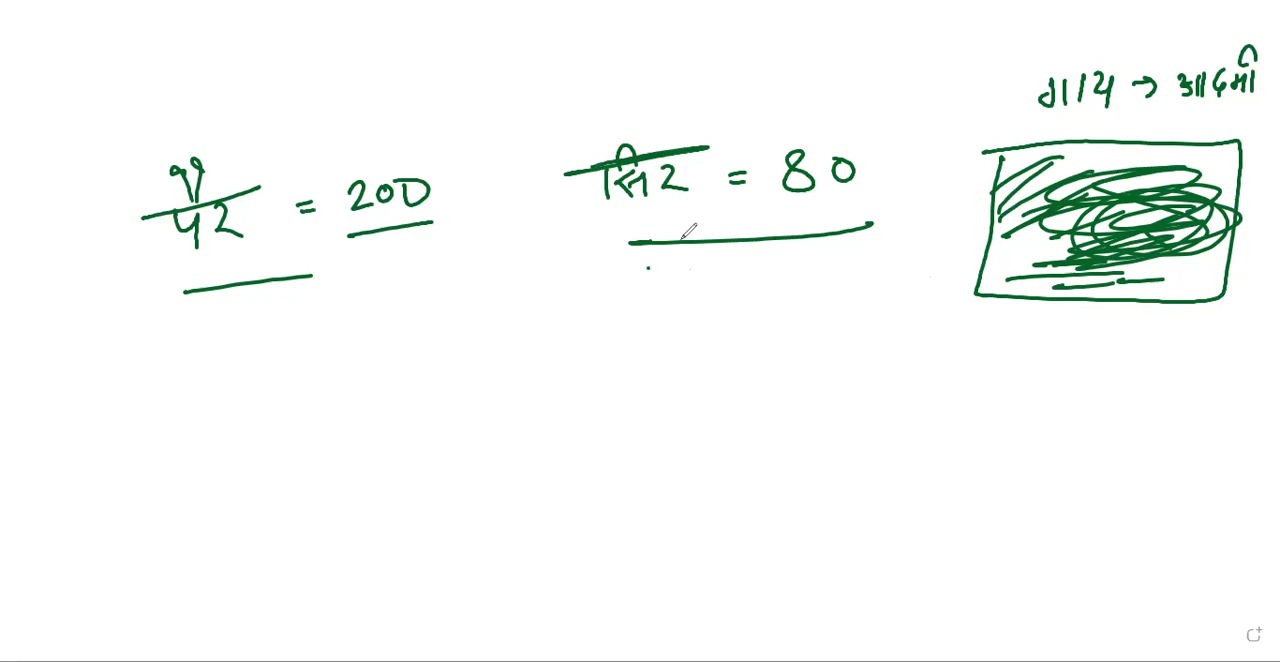 गाय → आदमी
सिर = 80
पैर = 200